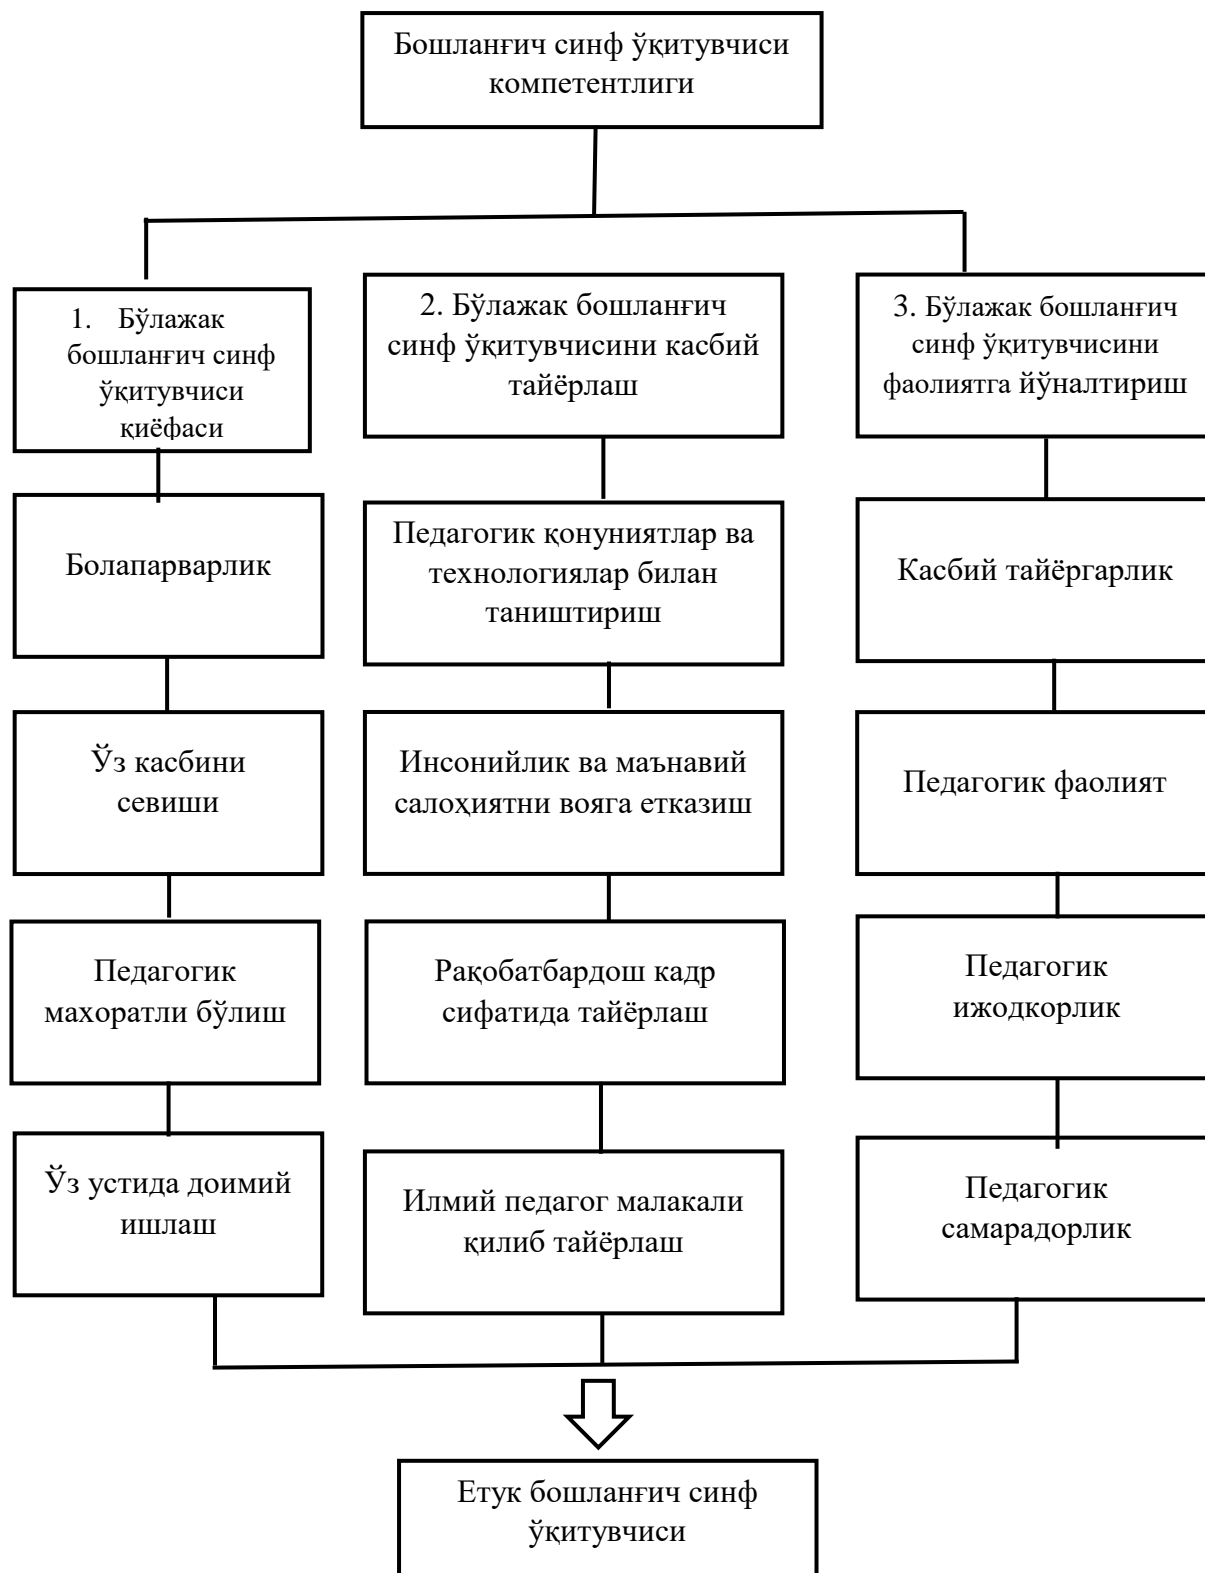 Бошланғич синф ўқитувчиси
компетентлиги
1. Бўлажак
бошланғич синф
ўқитувчиси
қиёфаси
2. Бўлажак бошланғич
синф ўқитувчисини касбий
тайёрлаш
3. Бўлажак бошланғич
синф ўқитувчисини
фаолиятга йўналтириш
Болапарварлик
Педагогик қонуниятлар ва
технологиялар билан
таништириш
Касбий тайёргарлик
Ўз касбини
севиши
Инсонийлик ва маънавий
салоҳиятни вояга етказиш
Педагогик фаолият
Педагогик
махоратли бўлиш
Рақобатбардош кадр
сифатида тайёрлаш
Педагогик
ижодкорлик
Ўз устида доимий
ишлаш
Илмий педагог малакали
қилиб тайёрлаш
Педагогик
самарадорлик
Етук бошланғич синф
ўқитувчиси